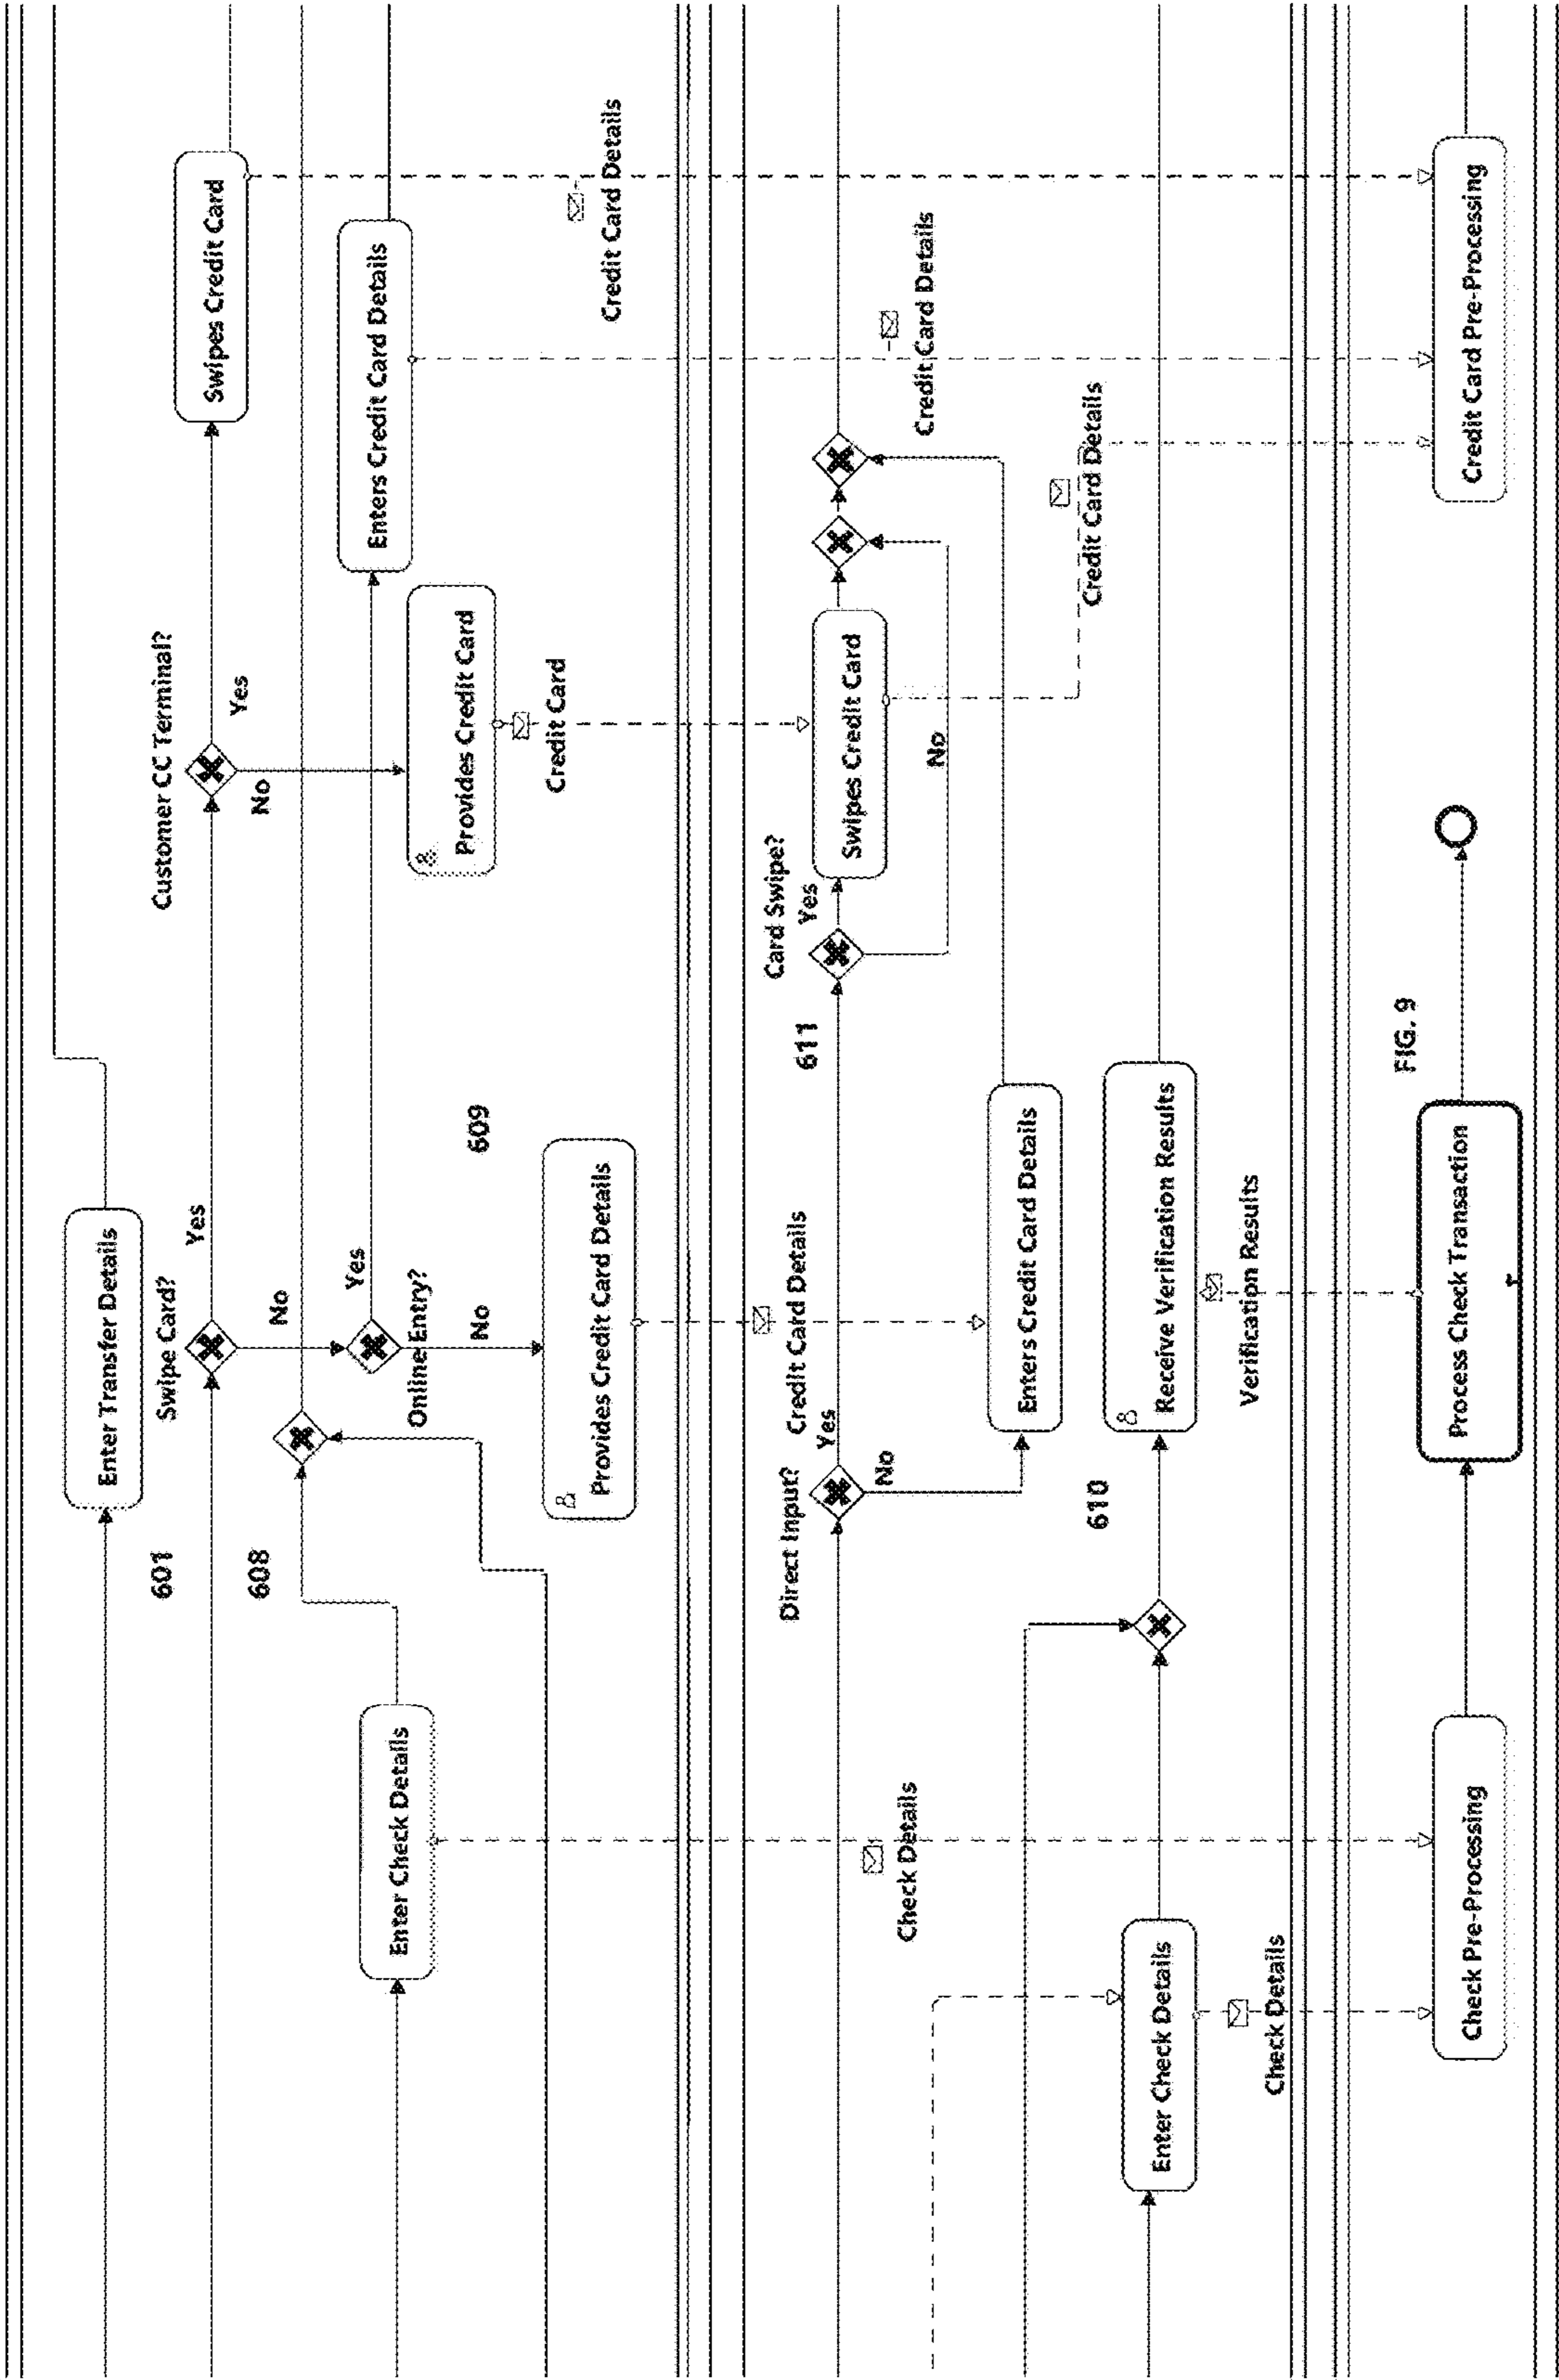 Enter Transfer Details
601
Swipe Card?
Yes
Customer CC Terminal?
Yes
No
Swipes Credit Card
608
No
Enter Check Details
Yes
Online Entry?
No
Enters Credit Card Details
Provides Credit Card
Credit Card
609
Provides Credit Card Details
Credit Card Details
Credit Card Details
Direct Input?
Yes
No
611
Card Swipe?
Yes
Swipes Credit Card
No
Check Details
Credit Card Details
Enters Credit Card Details
Credit Card Details
610
Enter Check Details
Receive Verification Results
Check Details
Verification Results
FIG. 9
Check Pre-Processing
Process Check Transaction
Credit Card Pre-Processing